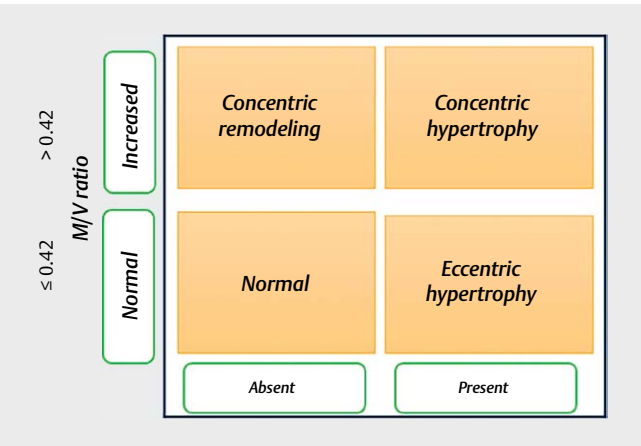 > 0.42
≤ 0.42
M/V ratio
Increased
Normal
Concentric
remodeling
Concentric
hypertrophy
Normal
Eccentric
hypertrophy
Absent
Present